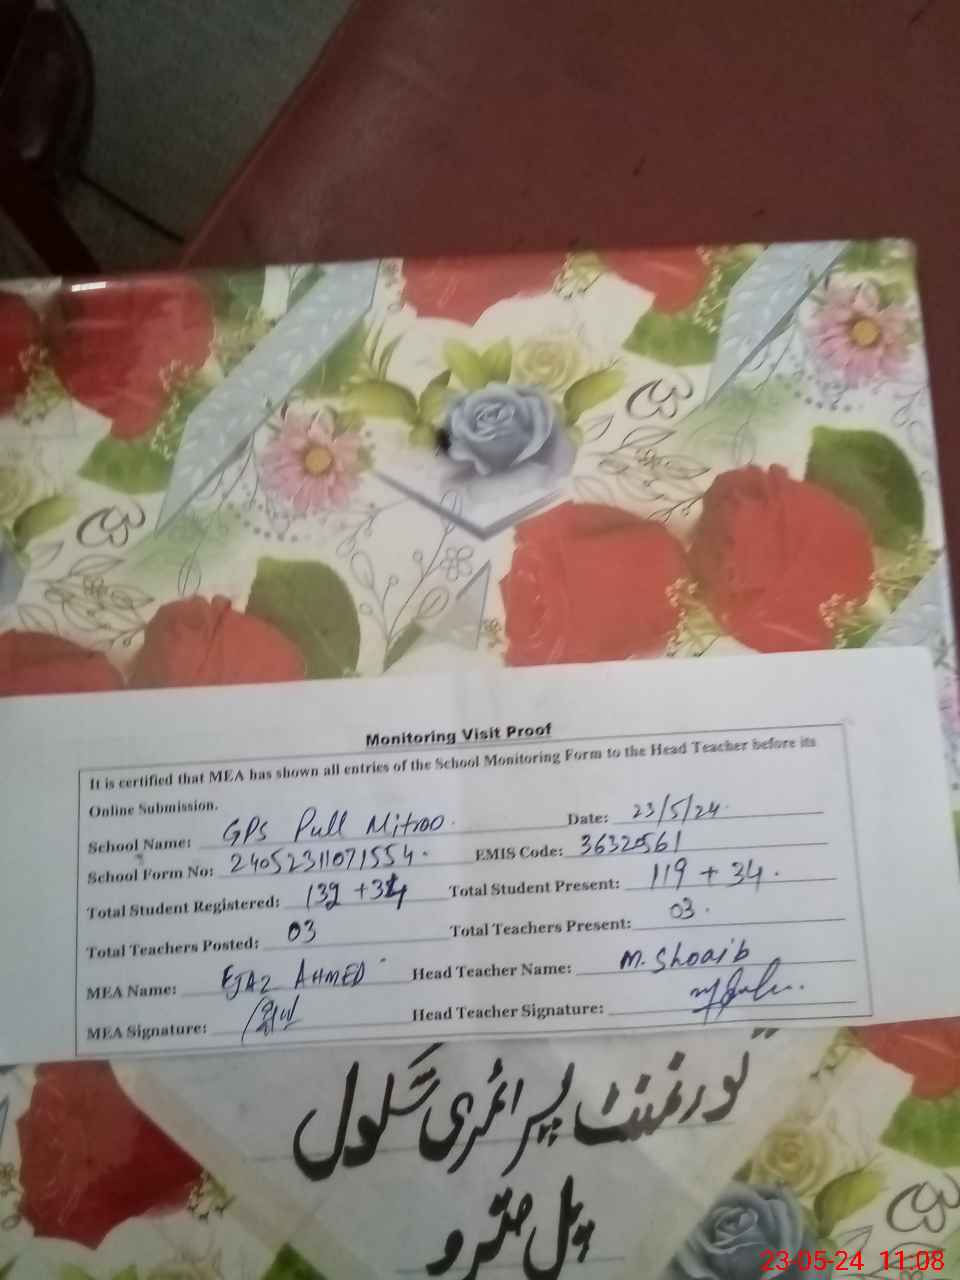 Monitoring Visit Proof
It is certified that MEA has shown all entries of the School Monitoring Form to the Head Teacher before its
Online Submission.
School Name: GPS Pull Mitroo. Date: 23/5/24.
School Form No: 24052311071554. EMIS Code: 36320561
Total Student Registered: 139 + 34 Total Student Present: 119 + 34.
Total Teachers Posted: 03 Total Teachers Present: 03.
MEA Name: EJAZ AHMED Head Teacher Name: M. Shoaib
MEA Signature: Head Teacher Signature:
گورنمنٹ پرائمری سکول
پل مترو
23-05-24 11:08